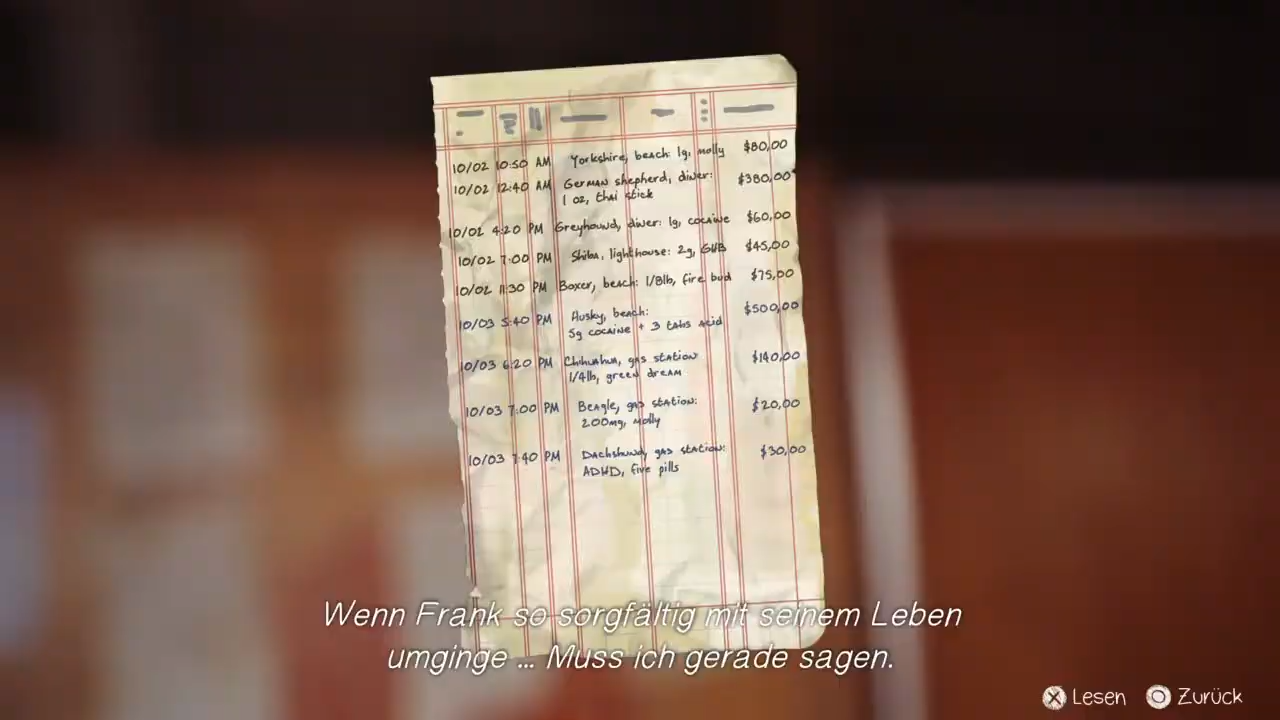 10/02 10:50 AM Yorkshire, beach: 1g, molly $80,00
10/02 12:40 AM German shepherd, diner: $380,00
1 oz, thai stick
10/02 4:20 PM Greyhound, diner: 1g, cocaine $60,00
10/02 7:00 PM Shiba, lighthouse: 2g, GHB $45,00
10/02 11:30 PM Boxer, beach: 1/8lb, fire bud $75,00
10/03 5:40 PM Husky, beach: $500,00
5g cocaine + 3 tabs acid
10/03 6:20 PM Chihuahua, gas station: $140,00
1/4lb, green dream
10/03 7:00 PM Beagle, gas station: $20,00
200mg, molly
10/03 7:40 PM Dachshund, gas station: $30,00
ADHD, five pills
Wenn Frank so sorgfältig mit seinem Leben
umginge ... Muss ich gerade sagen.
Lesen Zurück